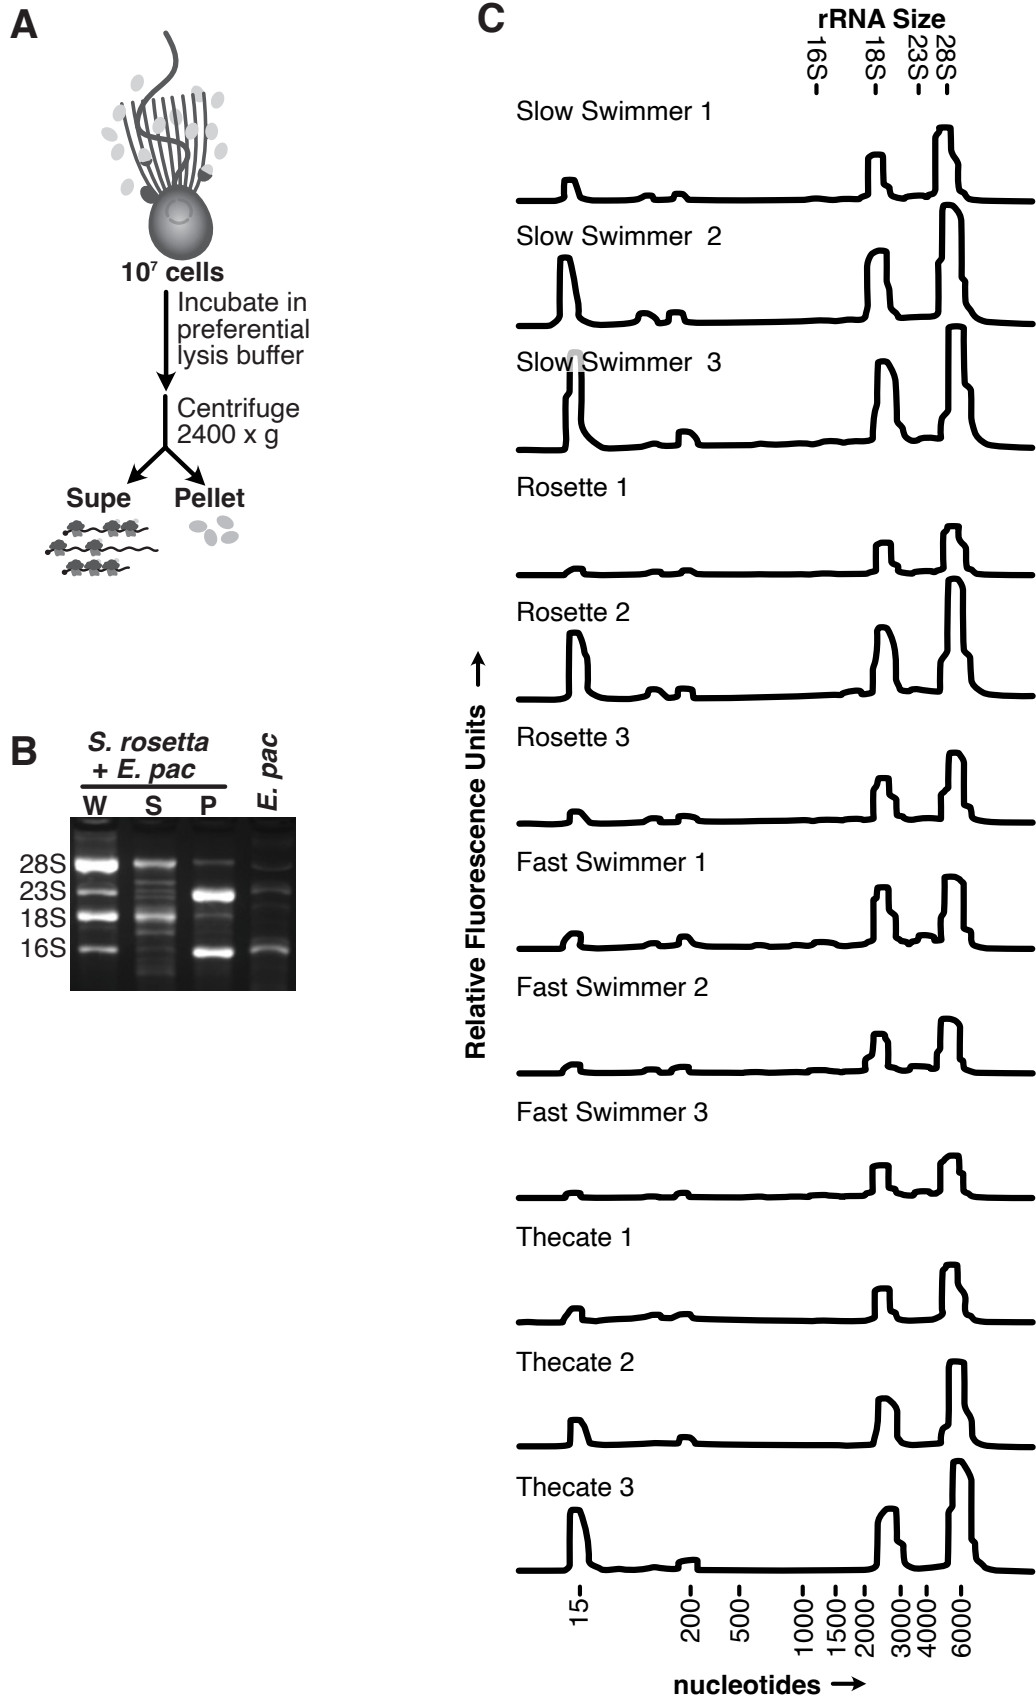 A
10⁷ cells
Incubate in
preferential
lysis buffer
Centrifuge
2400 x g
Supe
Pellet
B
S. rosetta
+ E. pac
E. pac
W
S
P
28S
23S
18S
16S
C
rRNA Size
16S
18S
23S
28S
Slow Swimmer 1
Slow Swimmer 2
Slow Swimmer 3
Rosette 1
Rosette 2
Rosette 3
Fast Swimmer 1
Fast Swimmer 2
Fast Swimmer 3
Thecate 1
Thecate 2
Thecate 3
Relative Fluorescence Units
15
200
500
1000
1500
2000
3000
4000
6000
nucleotides